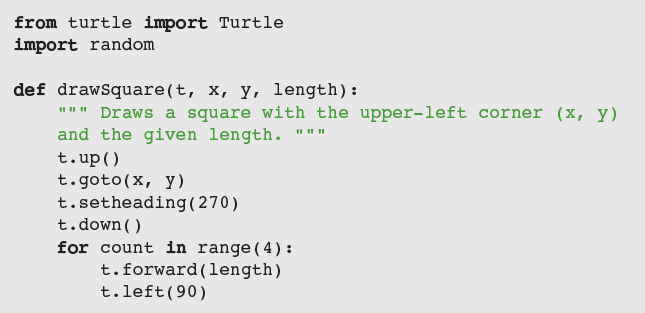 from turtle import Turtle
import random

def drawSquare(t, x, y, length):
    """ Draws a square with the upper-left corner (x, y)
    and the given length. """
    t.up()
    t.goto(x, y)
    t.setheading(270)
    t.down()
    for count in range(4):
        t.forward(length)
        t.left(90)